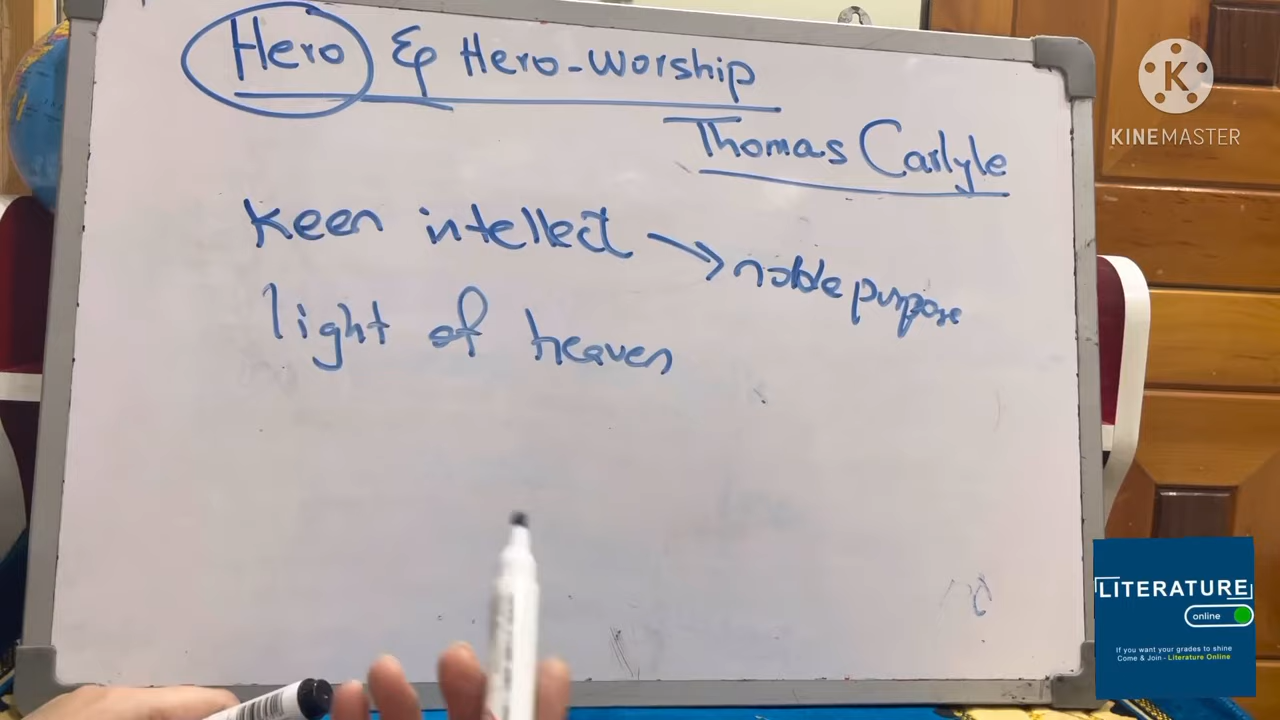 Hero & Hero-worship
Thomas Carlyle
Keen intellect → noble purpose
light of heaven
KINEMASTER
LITERATURE
online
If you want your grades to shine
Come & Join - Literature Online